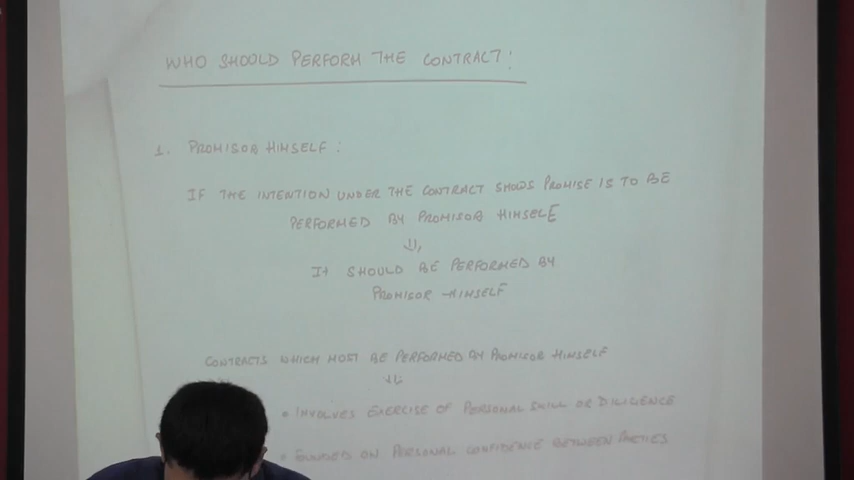 WHO SHOULD PERFORM THE CONTRACT:
1. PROMISOR HIMSELF :
IF THE INTENTION UNDER THE CONTRACT SHOWS PROMISE IS TO BE
PERFORMED BY PROMISOR HIMSELF
IT SHOULD BE PERFORMED BY
PROMISOR HIMSELF
CONTRACTS WHICH MUST BE PERFORMED BY PROMISOR HIMSELF
• INVOLVES EXERCISE OF PERSONAL SKILL OR DILIGENCE
• FOUNDED ON PERSONAL CONFIDENCE BETWEEN PARTIES